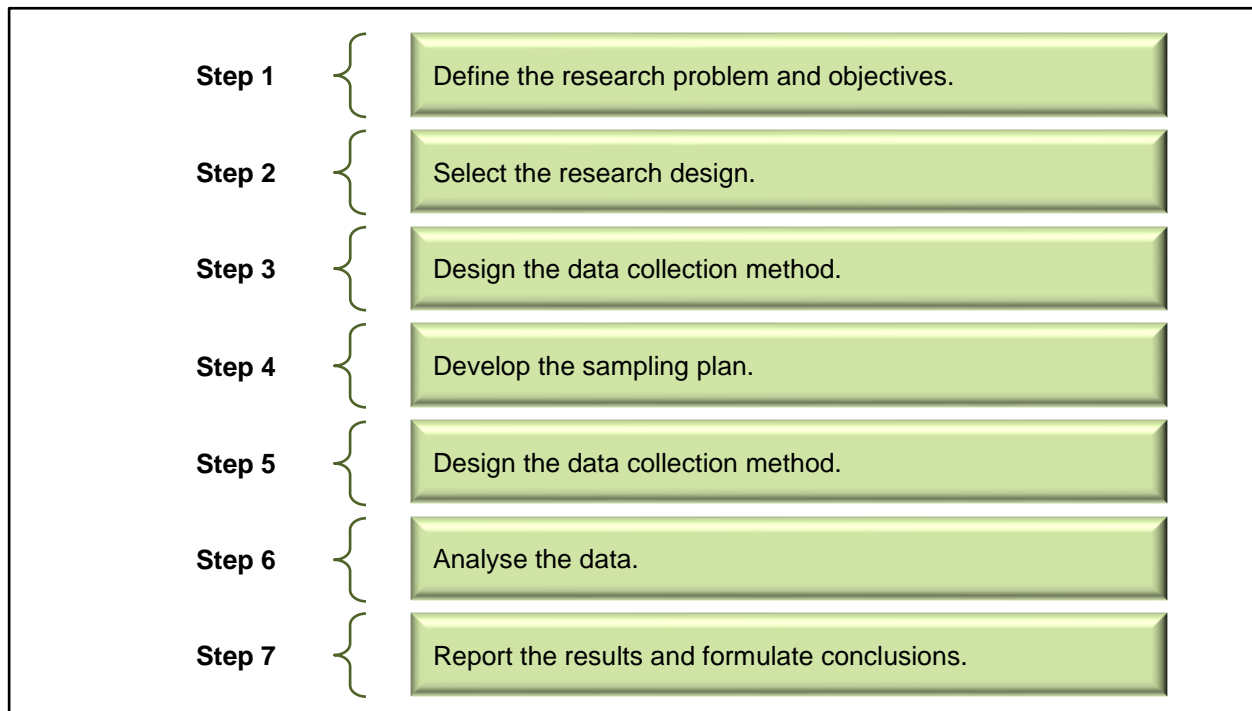 Step 1 Define the research problem and objectives.
Step 2 Select the research design.
Step 3 Design the data collection method.
Step 4 Develop the sampling plan.
Step 5 Design the data collection method.
Step 6 Analyse the data.
Step 7 Report the results and formulate conclusions.